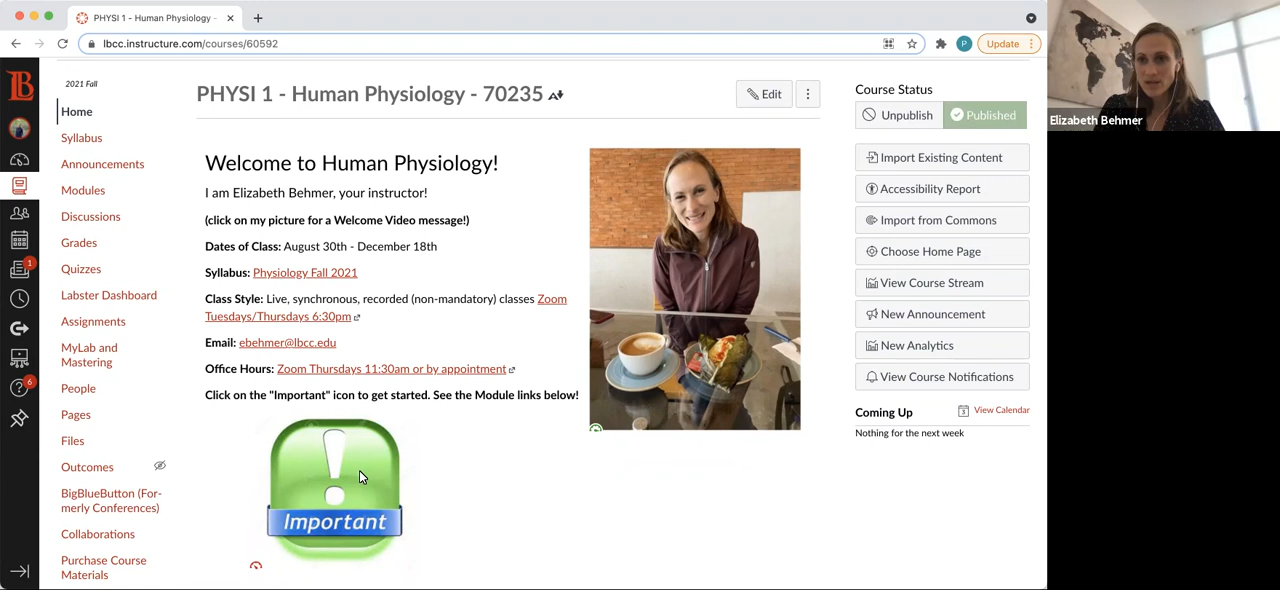 PHYSI 1 - Human Physiology -
lbcc.instructure.com/courses/60592
P
Update
LB
2021 Fall
Home
Syllabus
Announcements
Modules
Discussions
Grades
Quizzes
Labster Dashboard
Assignments
MyLab and
Mastering
People
Pages
Files
Outcomes
BigBlueButton (For-
merly Conferences)
Collaborations
Purchase Course
Materials
1
6
PHYSI 1 - Human Physiology - 70235
Edit
Welcome to Human Physiology!
I am Elizabeth Behmer, your instructor!
(click on my picture for a Welcome Video message!)
Dates of Class: August 30th - December 18th
Syllabus: Physiology Fall 2021
Class Style: Live, synchronous, recorded (non-mandatory) classes Zoom
Tuesdays/Thursdays 6:30pm
Email: ebehmer@lbcc.edu
Office Hours: Zoom Thursdays 11:30am or by appointment
Click on the "Important" icon to get started. See the Module links below!
Important
Course Status
Unpublish
Published
Import Existing Content
Accessibility Report
Import from Commons
Choose Home Page
View Course Stream
New Announcement
New Analytics
View Course Notifications
Coming Up
3 View Calendar
Nothing for the next week
Elizabeth Behmer